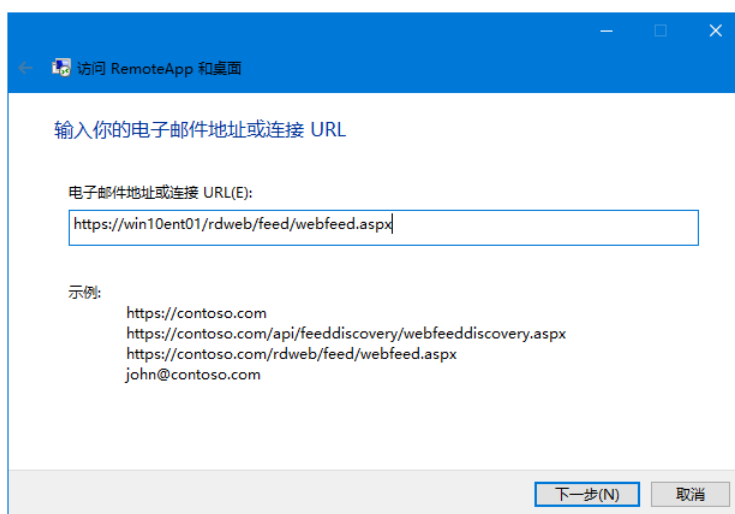 访问 RemoteApp 和桌面
输入你的电子邮件地址或连接 URL
电子邮件地址或连接 URL(E):
https://win10ent01/rdweb/feed/webfeed.aspx
示例:
https://contoso.com
https://contoso.com/api/feeddiscovery/webfeeddiscovery.aspx
https://contoso.com/rdweb/feed/webfeed.aspx
john@contoso.com
下一步(N)
取消